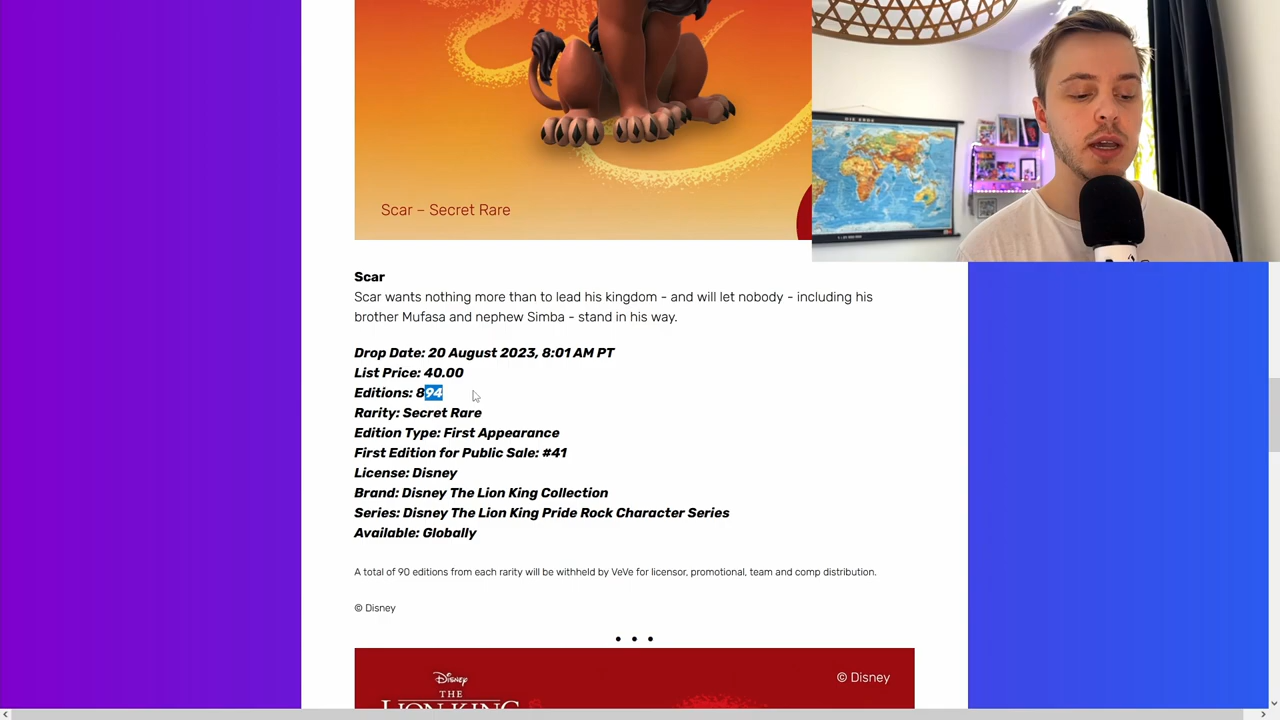 Scar – Secret Rare
Scar
Scar wants nothing more than to lead his kingdom - and will let nobody - including his
brother Mufasa and nephew Simba - stand in his way.
Drop Date: 20 August 2023, 8:01 AM PT
List Price: 40.00
Editions: 894
Rarity: Secret Rare
Edition Type: First Appearance
First Edition for Public Sale: #41
License: Disney
Brand: Disney The Lion King Collection
Series: Disney The Lion King Pride Rock Character Series
Available: Globally
A total of 90 editions from each rarity will be withheld by VeVe for licensor, promotional, team and comp distribution.
© Disney
• • •
Disney
THE
LION KING
© Disney